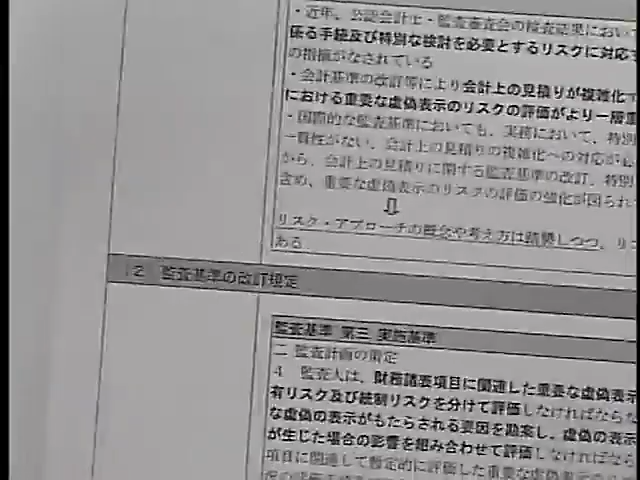 ・近年、公認会計士・監査審査会の検査結果におい
係る手続及び特別な検討を必要とするリスクに対応す
の指摘がなされている
・会計基準の改訂等により会計上の見積りが複雑化
における重要な虚偽表示のリスクの評価がより一層重
・国際的な監査基準においても、実務において、特別
一貫性がない、会計上の見積りの複雑化への対応が必
から、会計上の見積りに関する監査基準の改訂、特別
含め、重要な虚偽表示のリスクの評価の強化が図られ
⇩
リスク・アプローチの概念や考え方は踏襲しつつ、リ
ある
2 監査基準の改訂規定
監査基準 第三 実施基準
二 監査計画の策定
4 監査人は、財務諸表項目に関連した重要な虚偽表示
有リスク及び統制リスクを分けて評価しなければならな
な虚偽の表示がもたらされる要因を勘案し、虚偽の表示
が生じた場合の影響を組み合わせて評価しなければなら
項目に関連して暫定的に評価した重要な虚偽表示の